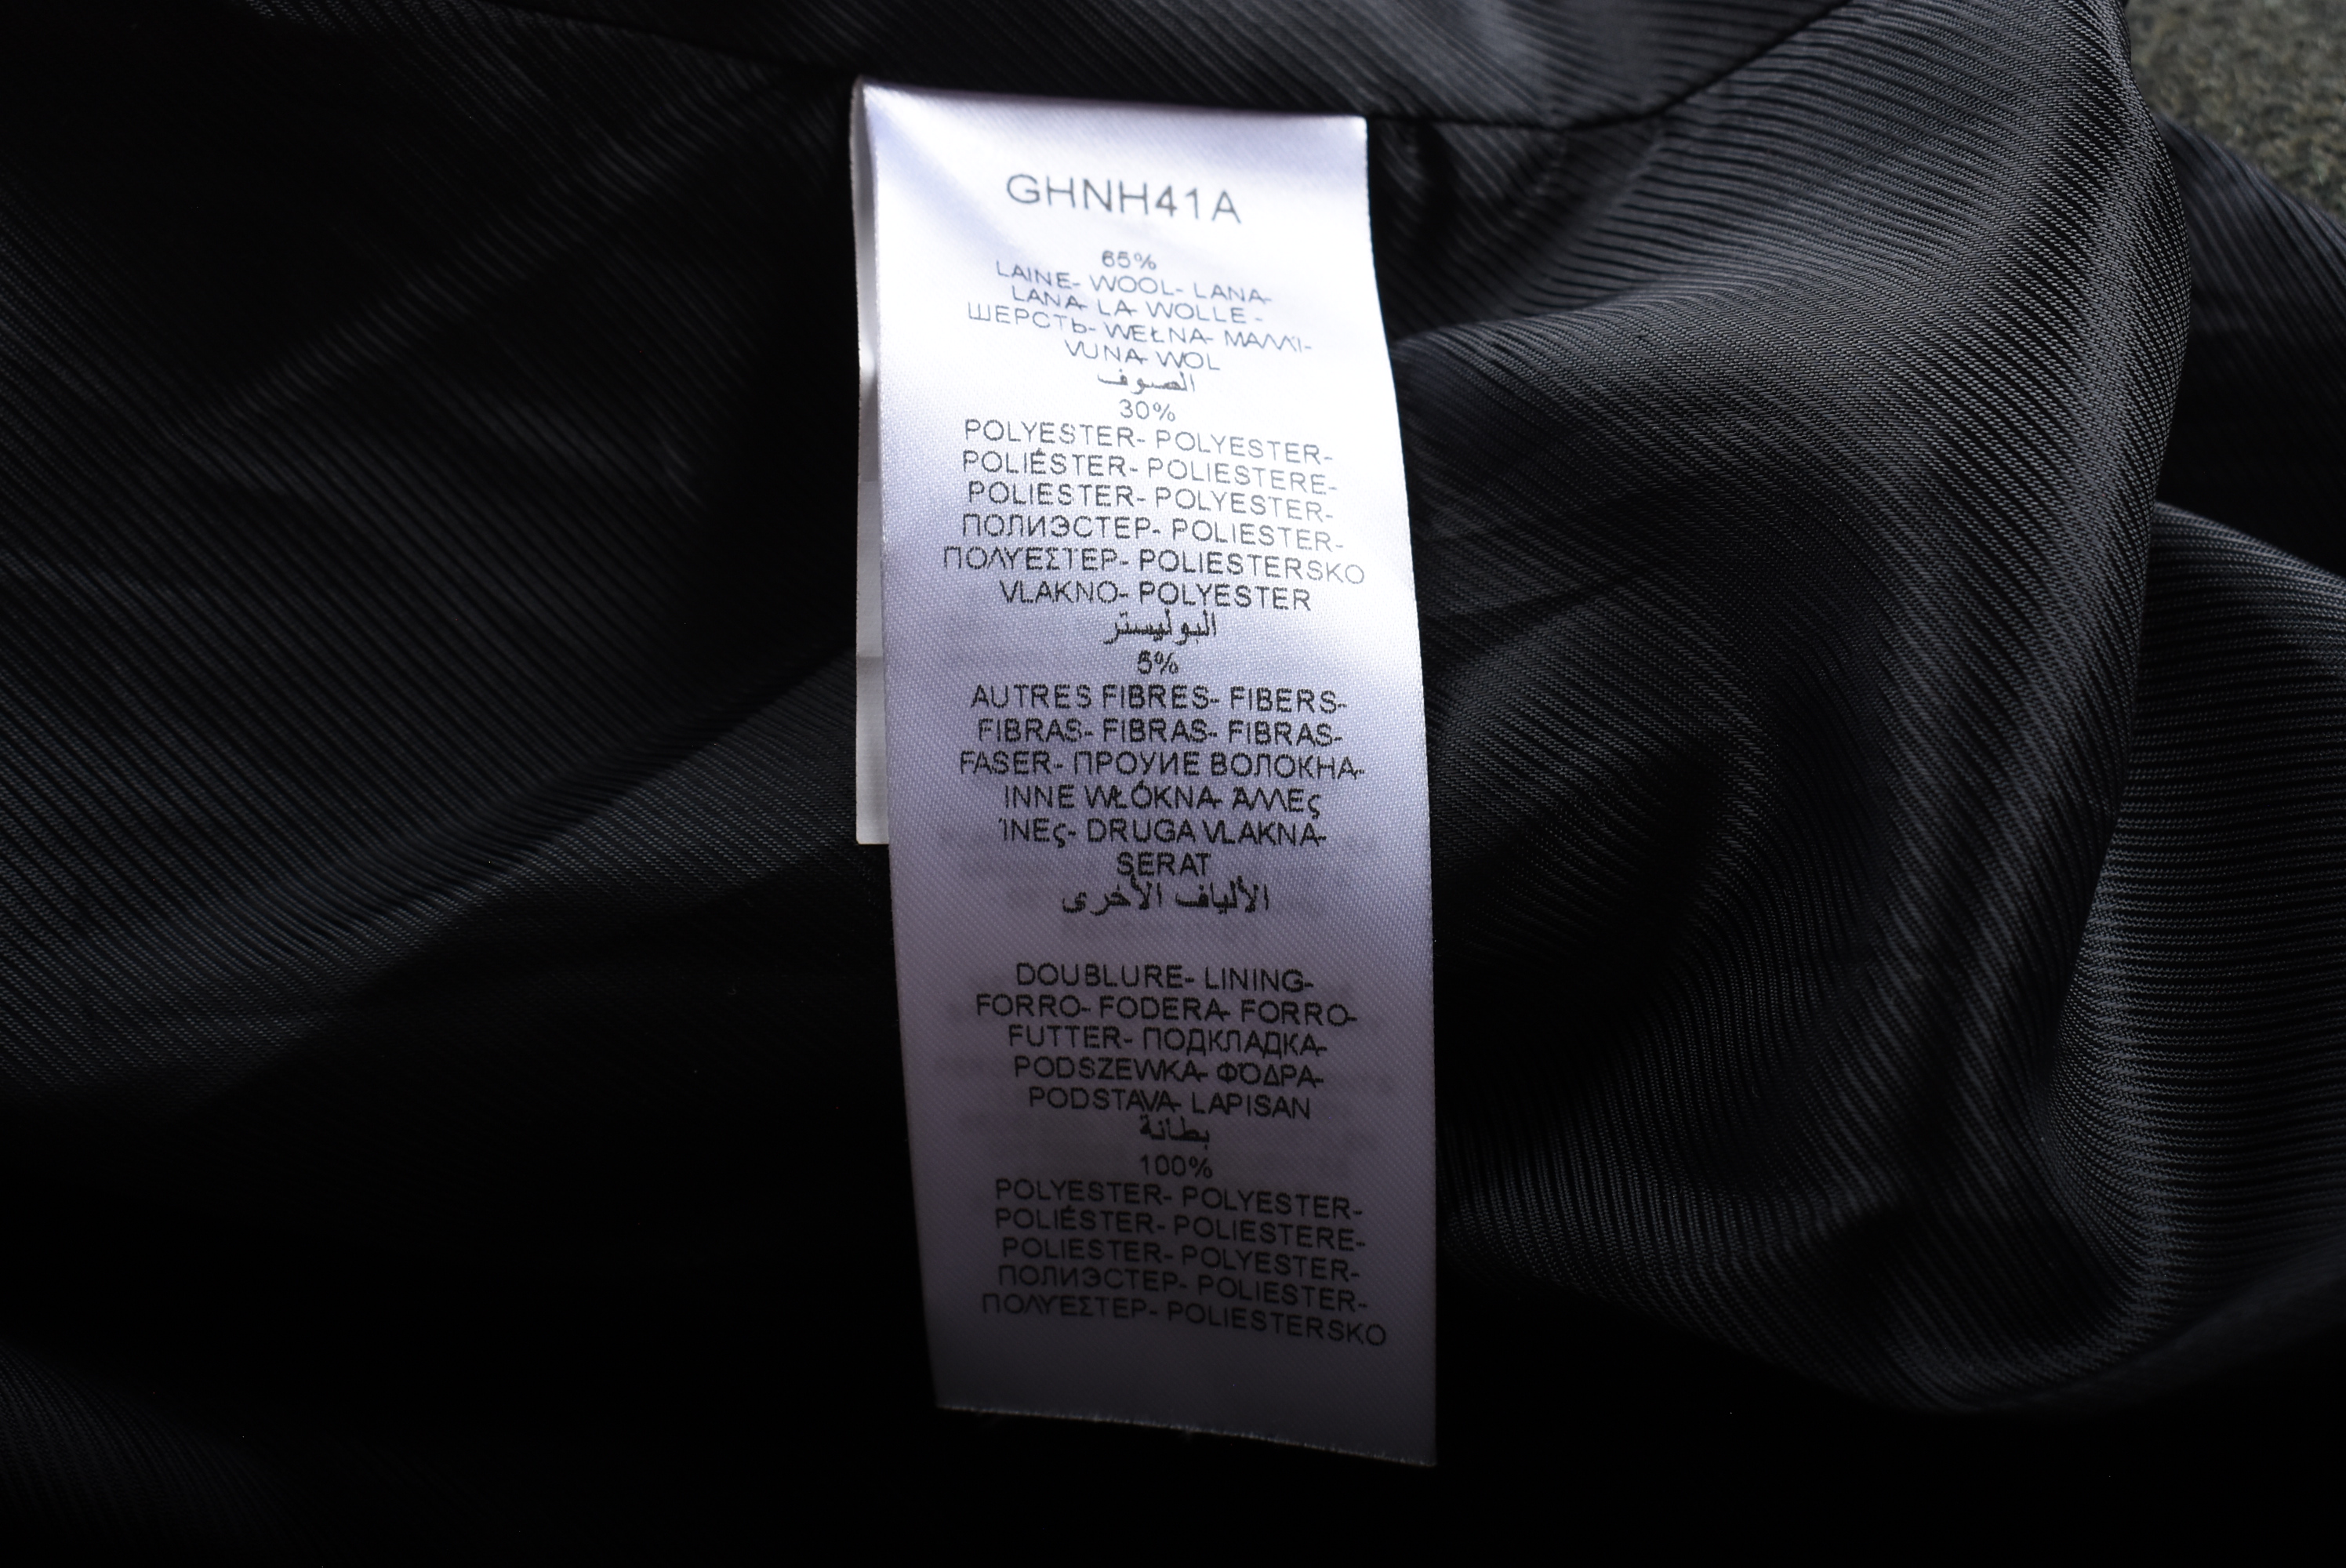 GHNH41A
65%
LAINE- WOOL- LANA-
LANA- LA WOLLE -
ШЕРСТЬ- WEŁNA- ΜΑΛΛΙ-
VUNA- WOL
الصوف
30%
POLYESTER- POLYESTER-
POLIÉSTER- POLIESTERE-
POLIESTER- POLYESTER-
ПОЛИЭСТЕР- POLIESTER-
ΠΟΛΥΕΣΤΕΡ- POLIESTERSKO
VLAKNO- POLYESTER
البوليستر
5%
AUTRES FIBRES- FIBERS-
FIBRAS- FIBRAS- FIBRAS-
FASER- ПРОУИЕ ВОЛОКНА-
INNE WŁÓKNA- ΆΛΛΕς
ΊΝΕς- DRUGA VLAKNA-
SERAT
الألياف الأخرى
DOUBLURE- LINING-
FORRO- FODERA- FORRO-
FUTTER- ПОДКЛАДКА-
PODSZEWKA- ΦΌΔΡΑ-
PODSTAVA- LAPISAN
بطانة
100%
POLYESTER- POLYESTER-
POLIÉSTER- POLIESTERE-
POLIESTER- POLYESTER-
ПОЛИЭСТЕР- POLIESTER-
ΠΟΛΥΕΣΤΕΡ- POLIESTERSKO